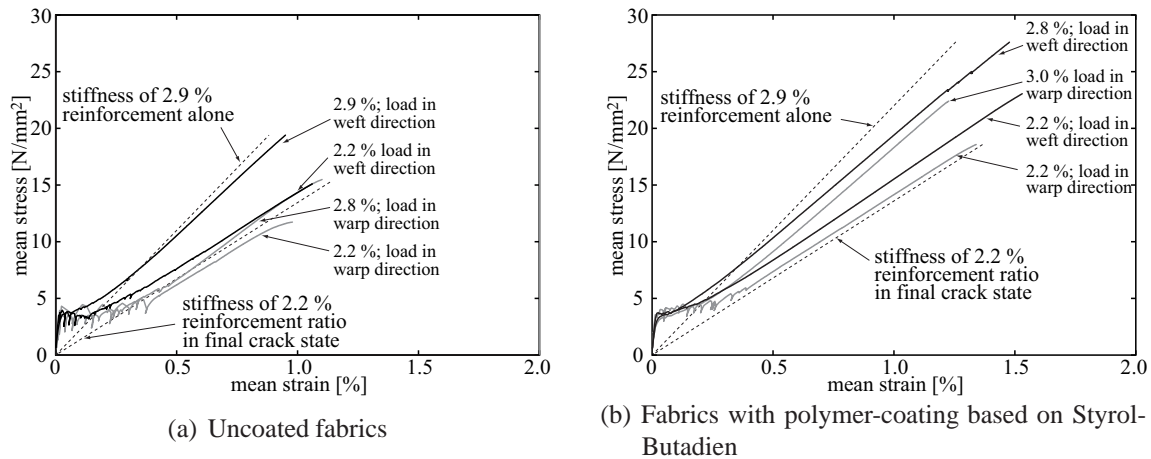 30
25
20
15
10
5
0
mean stress [N/mm²]
stiffness of 2.9 %
reinforcement alone
2.9 %; load in
weft direction
2.2 % load in
weft direction
2.8 %; load in
warp direction
2.2 %; load in
warp direction
stiffness of 2.2 %
reinforcement ratio
in final crack state
0 0.5 1.0 1.5 2.0
mean strain [%]
(a) Uncoated fabrics
30
25
20
15
10
5
0
mean stress [N/mm²]
stiffness of 2.9 %
reinforcement alone
2.8 %; load in
weft direction
3.0 % load in
warp direction
2.2 %; load in
weft direction
2.2 %; load in
warp direction
stiffness of 2.2 %
reinforcement ratio
in final crack state
0 0.5 1.0 1.5 2.0
mean strain [%]
(b) Fabrics with polymer-coating based on Styrol-
Butadien